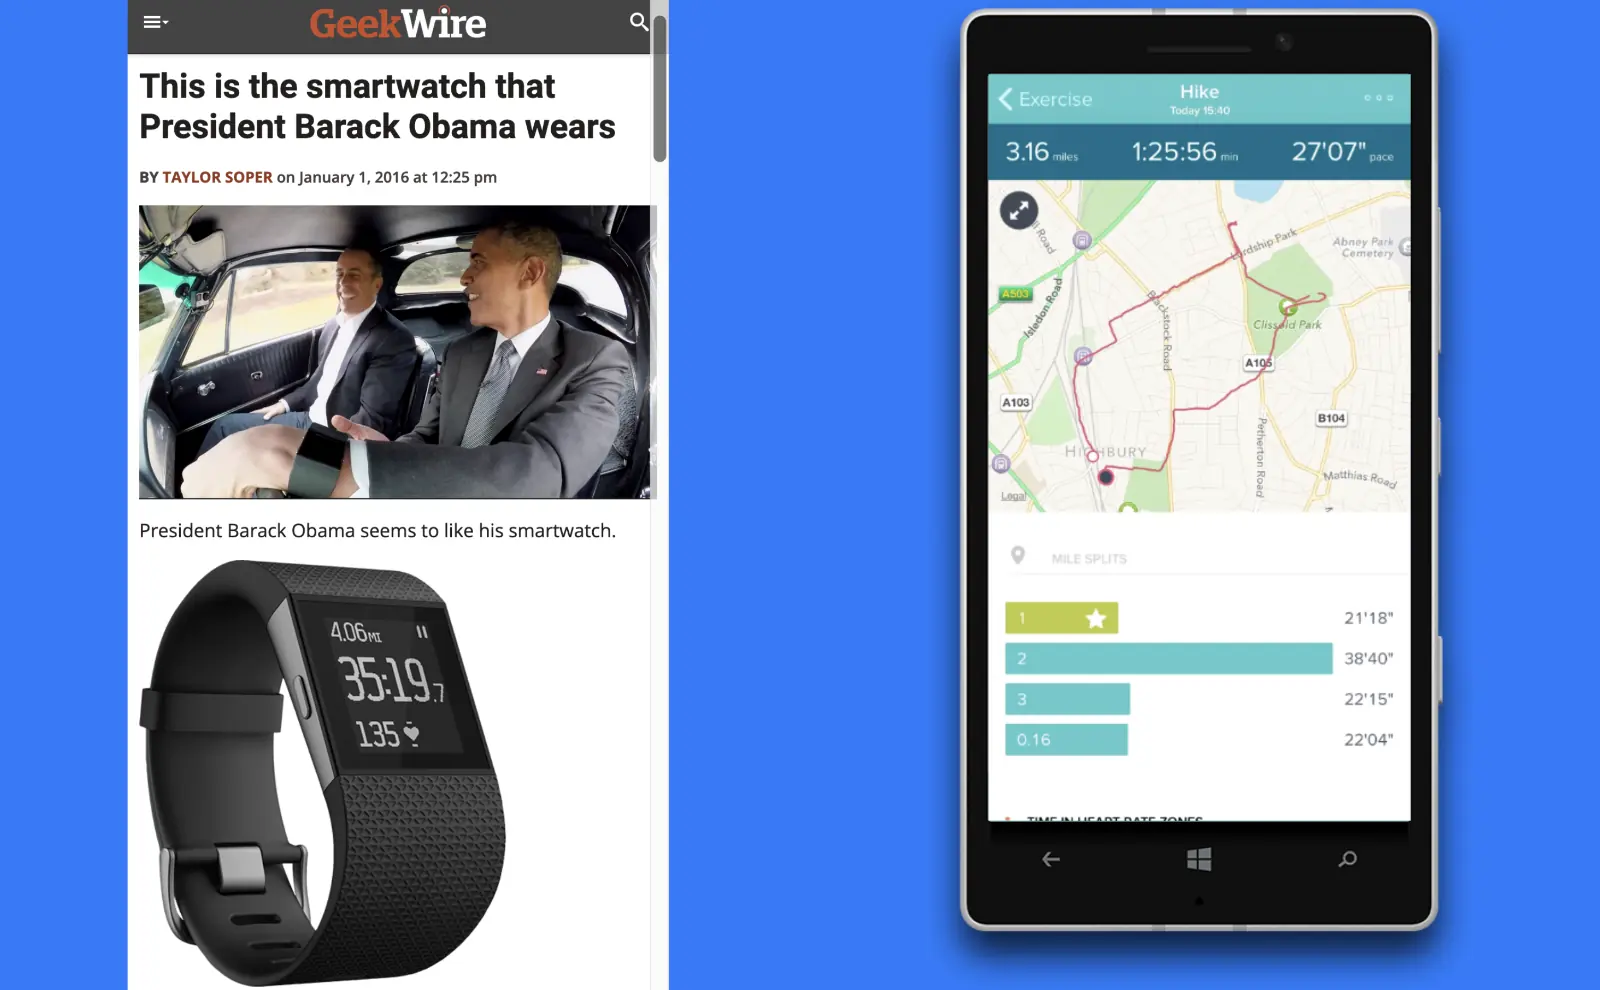 GeekWire
This is the smartwatch that
President Barack Obama wears
BY TAYLOR SOPER on January 1, 2016 at 12:25 pm
President Barack Obama seems to like his smartwatch.
4.06MI
35:19.7
135
Exercise
Hike
Today 15:40
3.16 miles
1:25:56 min
27'07" pace
Road
Lordship Park
Abney Park
Cemetery
A503
Isledon Road
Blackstock Road
Clissold Park
A105
A103
B104
HIGHBURY
Petherton Road
Matthias Road
Legal
MILE SPLITS
1 21'18"
2 38'40"
3 22'15"
0.16 22'04"
TIME IN HEART RATE ZONES